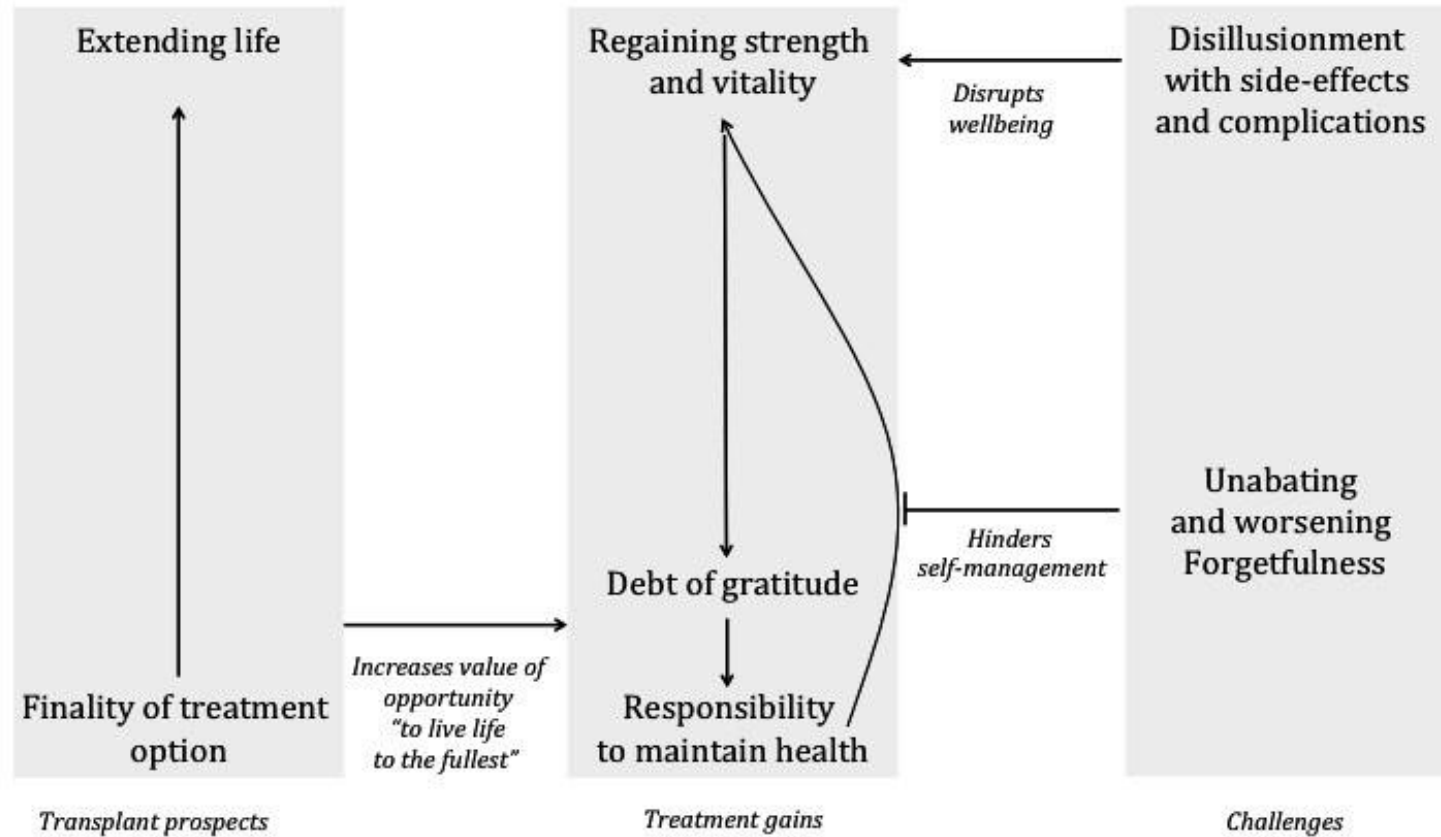 Extending life
Finality of treatment
option
Transplant prospects
Increases value of
opportunity
“to live life
to the fullest”
Regaining strength
and vitality
Debt of gratitude
Responsibility
to maintain health
Treatment gains
Disrupts
wellbeing
Hinders
self-management
Disillusionment
with side-effects
and complications
Unabating
and worsening
Forgetfulness
Challenges